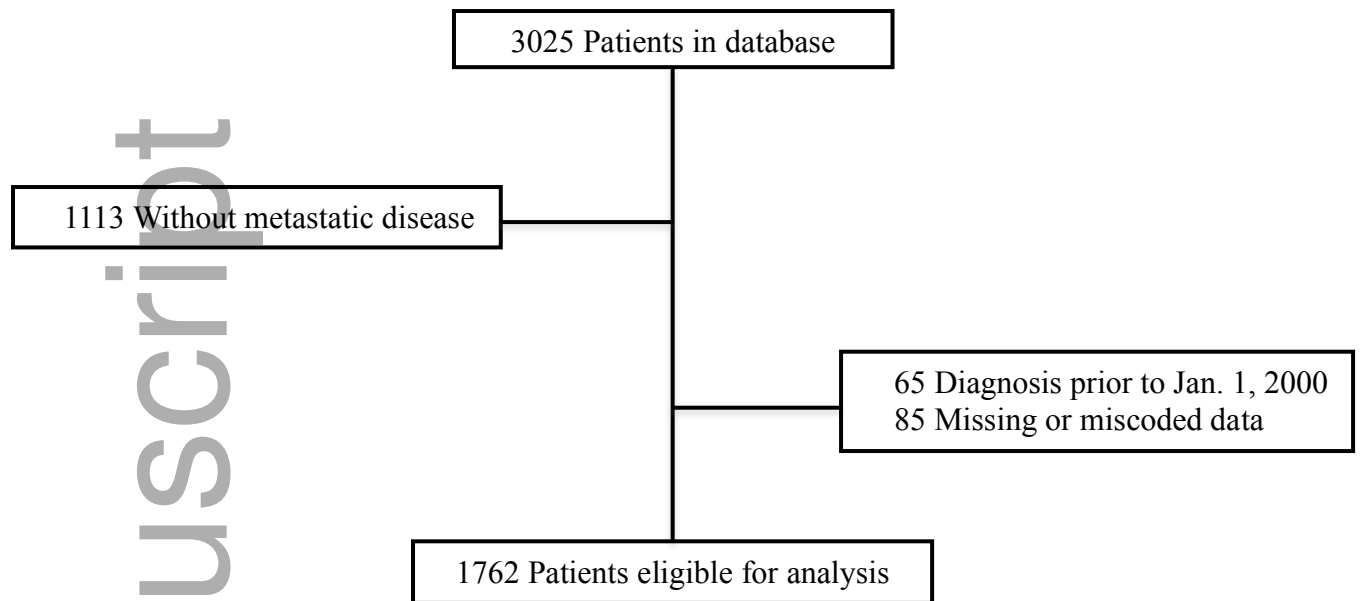 3025 Patients in database
1113 Without metastatic disease
65 Diagnosis prior to Jan. 1, 2000
85 Missing or miscoded data
1762 Patients eligible for analysis
uscript